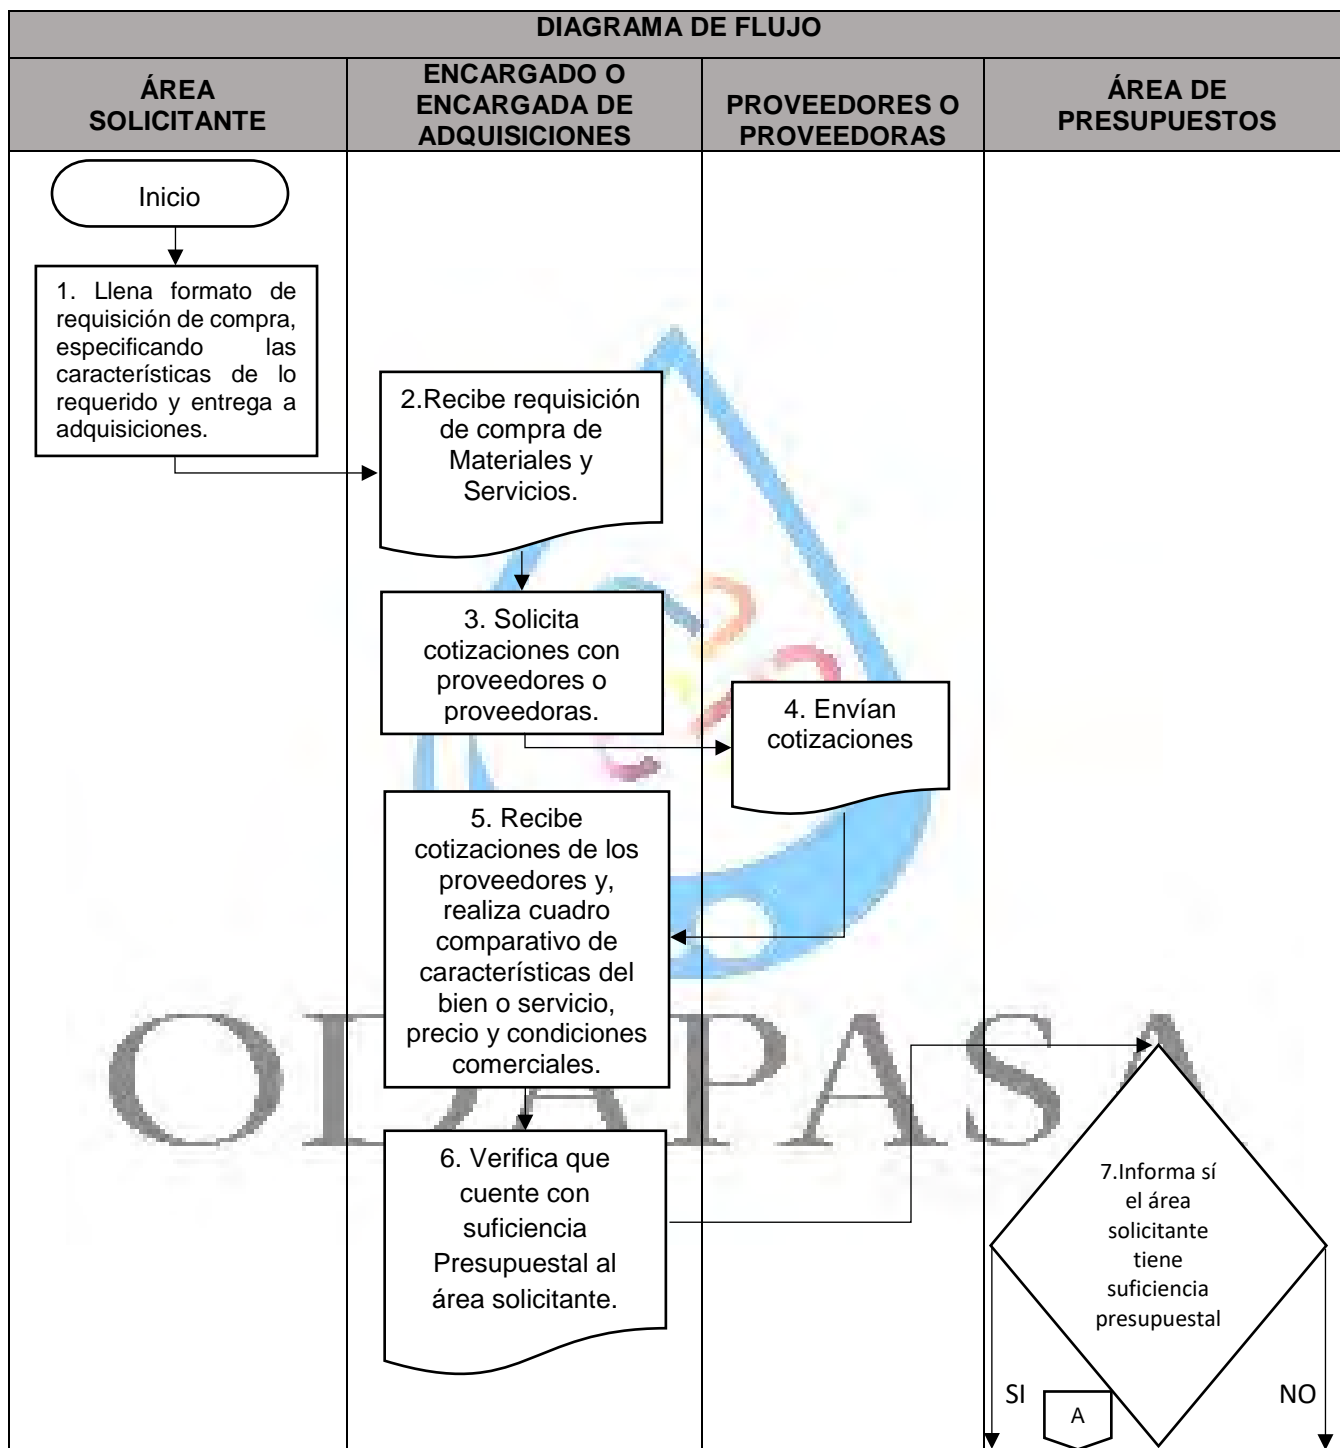 DIAGRAMA DE FLUJO
ÁREA
SOLICITANTE
ENCARGADO O
ENCARGADA DE
ADQUISICIONES
PROVEEDORES O
PROVEEDORAS
ÁREA DE
PRESUPUESTOS
Inicio
1. Llena formato de
requisición de compra,
especificando las
características de lo
requerido y entrega a
adquisiciones.
2.Recibe requisición
de compra de
Materiales y
Servicios.
3. Solicita
cotizaciones con
proveedores o
proveedoras.
4. Envían
cotizaciones
5. Recibe
cotizaciones de los
proveedores y,
realiza cuadro
comparativo de
características del
bien o servicio,
precio y condiciones
comerciales.
6. Verifica que
cuente con
suficiencia
Presupuestal al
área solicitante.
7.Informa sí
el área
solicitante
tiene
suficiencia
presupuestal
SI
A
NO